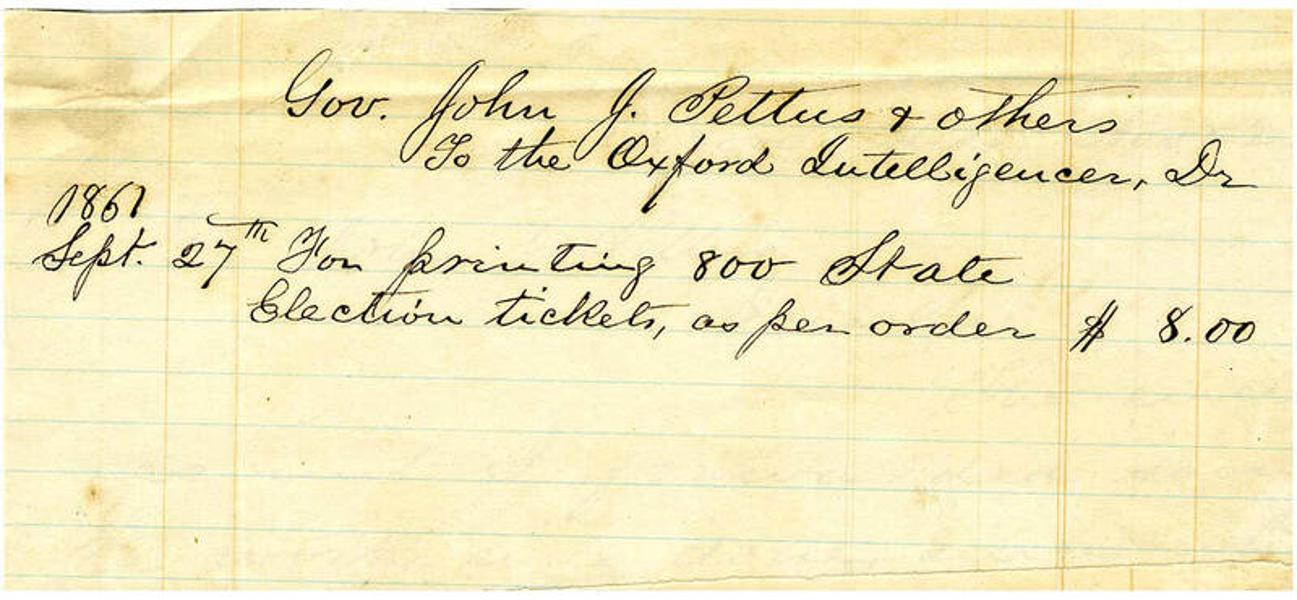 Gov. John J. Pettus & others
To the Oxford Intelligencer, Dr
1861
Sept. 27th For printing 800 State
Election tickets, as per order $ 8.00